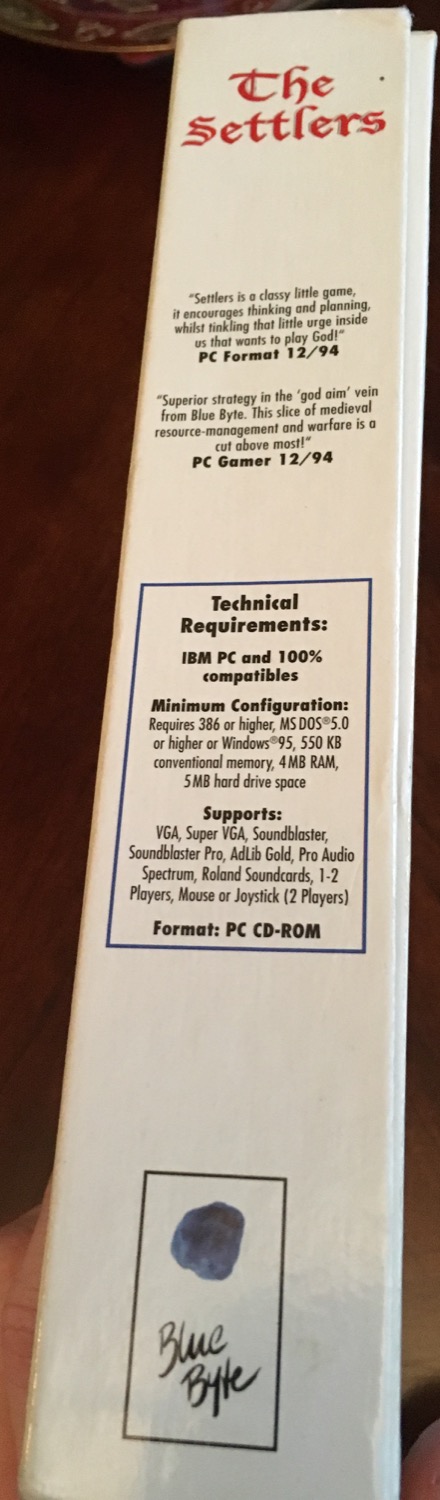 The
Settlers
"Settlers is a classy little game,
it encourages thinking and planning,
whilst tinkling that little urge inside
us that wants to play God!"
PC Format 12/94
"Superior strategy in the 'god aim' vein
from Blue Byte. This slice of medieval
resource-management and warfare is a
cut above most!"
PC Gamer 12/94
Technical
Requirements:
IBM PC and 100%
compatibles
Minimum Configuration:
Requires 386 or higher, MS DOS®5.0
or higher or Windows®95, 550 KB
conventional memory, 4MB RAM,
5MB hard drive space
Supports:
VGA, Super VGA, Soundblaster,
Soundblaster Pro, AdLib Gold, Pro Audio
Spectrum, Roland Soundcards, 1-2
Players, Mouse or Joystick (2 Players)
Format: PC CD-ROM
Blue
Byte